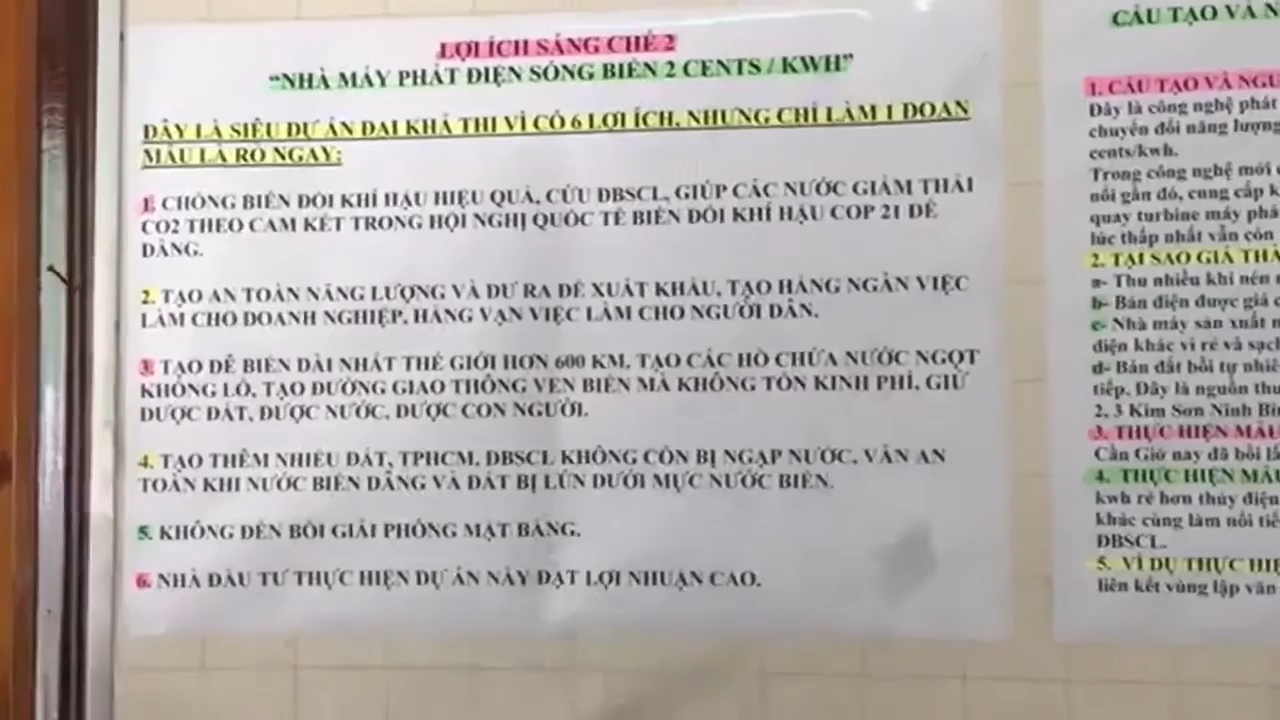 LỢI ÍCH SÁNG CHẾ 2
“NHÀ MÁY PHÁT ĐIỆN SÓNG BIỂN 2 CENTS / KWH”
ĐÂY LÀ SIÊU DỰ ÁN ĐẠI KHẢ THI VÌ CÓ 6 LỢI ÍCH, NHƯNG CHỈ LÀM 1 ĐOẠN
MẪU LÀ RÕ NGAY:
1. CHỐNG BIẾN ĐỔI KHÍ HẬU HIỆU QUẢ, CỨU ĐBSCL, GIÚP CÁC NƯỚC GIẢM THẢI
CO2 THEO CAM KẾT TRONG HỘI NGHỊ QUỐC TẾ BIẾN ĐỔI KHÍ HẬU COP 21 DỄ
DÀNG.
2. TẠO AN TOÀN NĂNG LƯỢNG VÀ DƯ RA ĐỂ XUẤT KHẨU, TẠO HÀNG NGÀN VIỆC
LÀM CHO DOANH NGHIỆP, HÀNG VẠN VIỆC LÀM CHO NGƯỜI DÂN.
3. TẠO ĐÊ BIỂN DÀI NHẤT THẾ GIỚI HƠN 600 KM, TẠO CÁC HỒ CHỨA NƯỚC NGỌT
KHỔNG LỒ, TẠO ĐƯỜNG GIAO THÔNG VEN BIỂN MÀ KHÔNG TỐN KINH PHÍ, GIỮ
ĐƯỢC ĐẤT, ĐƯỢC NƯỚC, ĐƯỢC CON NGƯỜI.
4. TẠO THÊM NHIỀU ĐẤT, TPHCM, ĐBSCL KHÔNG CÒN BỊ NGẬP NƯỚC, VẪN AN
TOÀN KHI NƯỚC BIỂN DÂNG VÀ ĐẤT BỊ LÚN DƯỚI MỰC NƯỚC BIỂN.
5. KHÔNG ĐỀN BỒI GIẢI PHÓNG MẶT BẰNG.
6. NHÀ ĐẦU TƯ THỰC HIỆN DỰ ÁN NÀY ĐẠT LỢI NHUẬN CAO.
CẤU TẠO VÀ N
1. CẤU TẠO VÀ NGU
Đây là công nghệ phát
chuyển đổi năng lượng
cents/kwh.
Trong công nghệ mới
nổi gần đó, cung cấp k
quay turbine máy phá
lúc thấp nhất vẫn còn
2. TẠI SAO GIÁ THÀ
a- Thu nhiều khí nén
b- Bán điện được giá c
c- Nhà máy sản xuất n
điện khác vì rẻ và sạch
d- Bán đất bồi tự nhiê
tiếp. Đây là nguồn thu
2, 3 Kim Sơn Ninh Bìn
3. THỰC HIỆN MẪU
Cần Giờ nay đã bồi lấ
4. THỰC HIỆN MẪU
kwh rẻ hơn thủy điện
khác cùng làm nổi tiế
ĐBSCL.
5. VÍ DỤ THỰC HIỆ
liên kết vùng lập văn